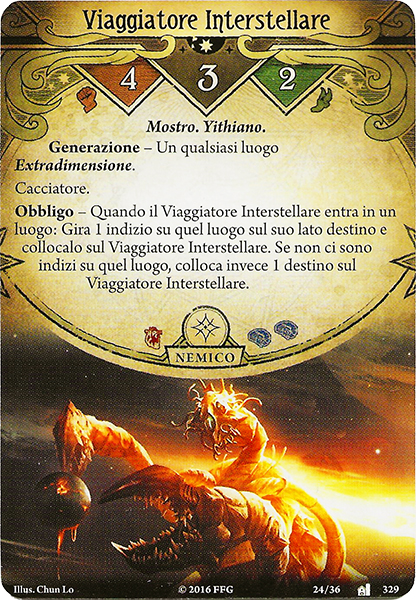 Viaggiatore Interstellare
4 3 2
Mostro. Yithiano.
Generazione – Un qualsiasi luogo
Extradimensione.
Cacciatore.
Obbligo – Quando il Viaggiatore Interstellare entra in un
luogo: Gira 1 indizio su quel luogo sul suo lato destino e
collocalo sul Viaggiatore Interstellare. Se non ci sono
indizi su quel luogo, colloca invece 1 destino sul
Viaggiatore Interstellare.
NEMICO
Illus. Chun Lo © 2016 FFG 24/36 329